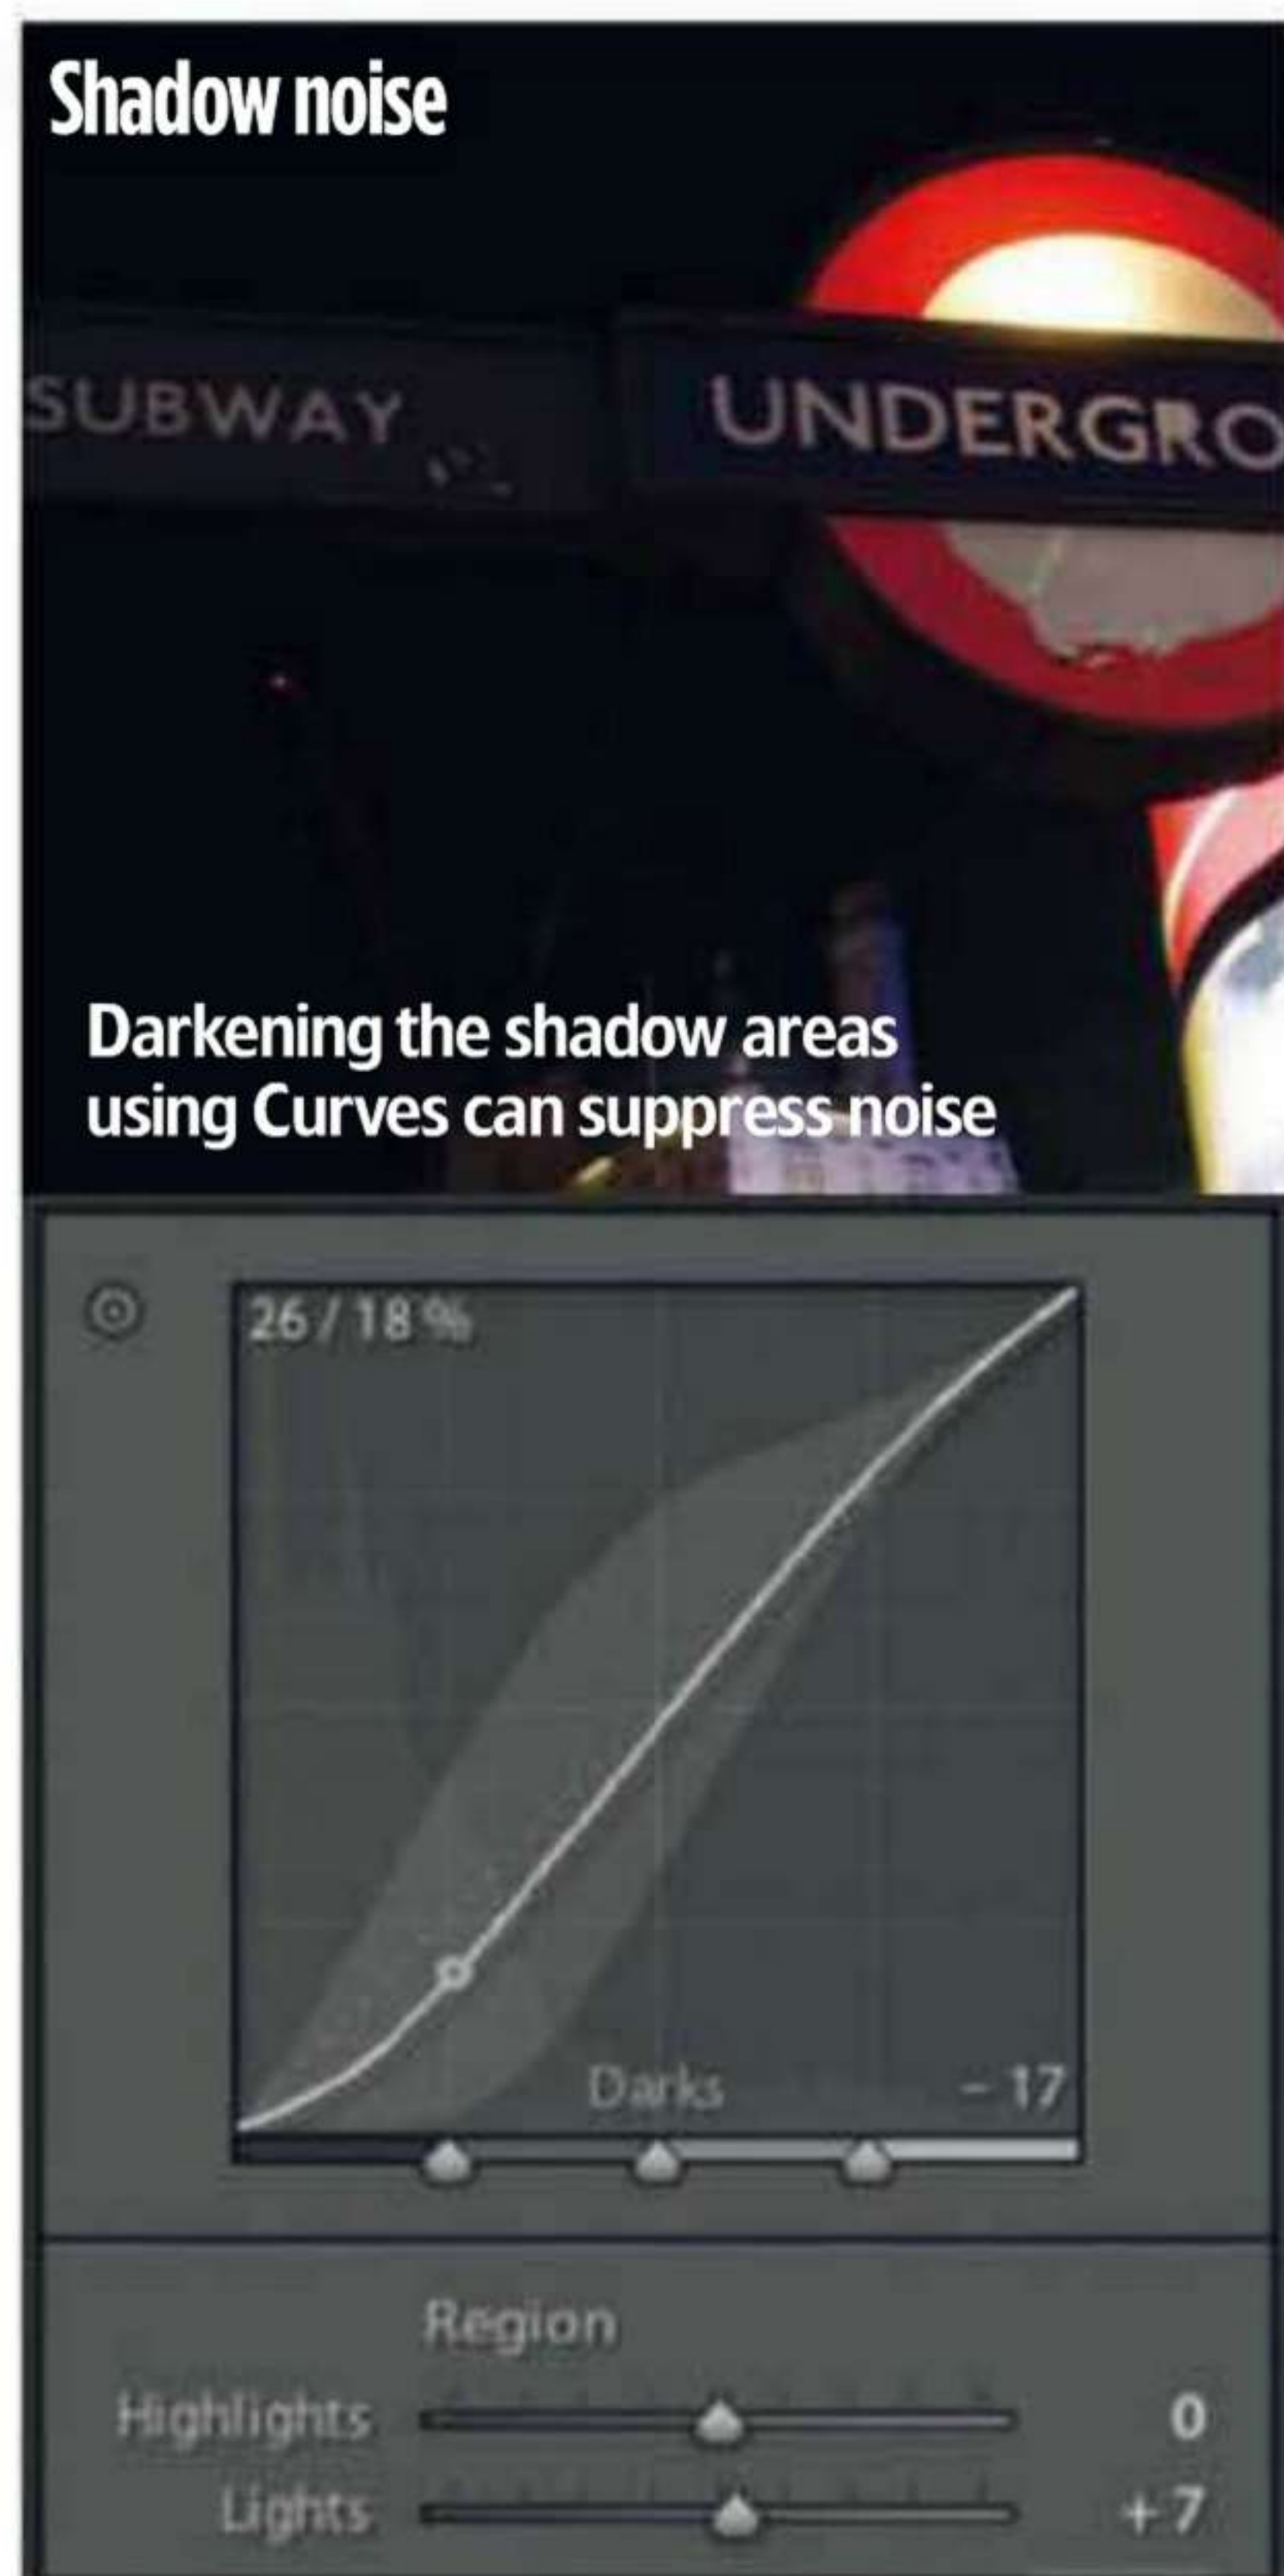 Shadow noise
SUBWAY
UNDERGRO
Darkening the shadow areas
using Curves can suppress noise
26 / 18 %
Darks - 17
Region
Highlights 0
Lights + 7